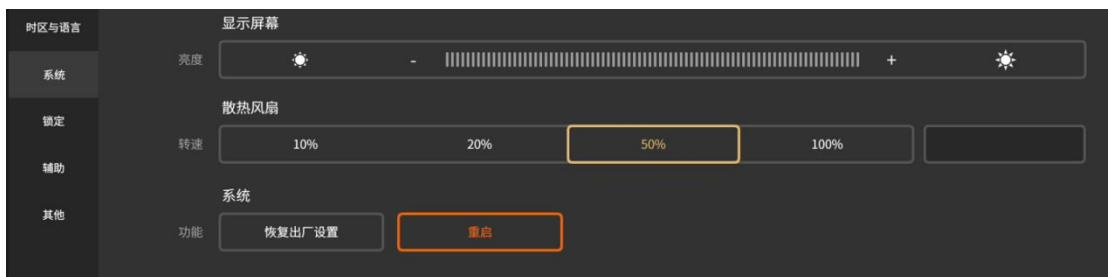 时区与语言
系统
锁定
辅助
其他
显示屏幕
亮度 - +
散热风扇
转速 10% 20% 50% 100%
系统
功能 恢复出厂设置 重启